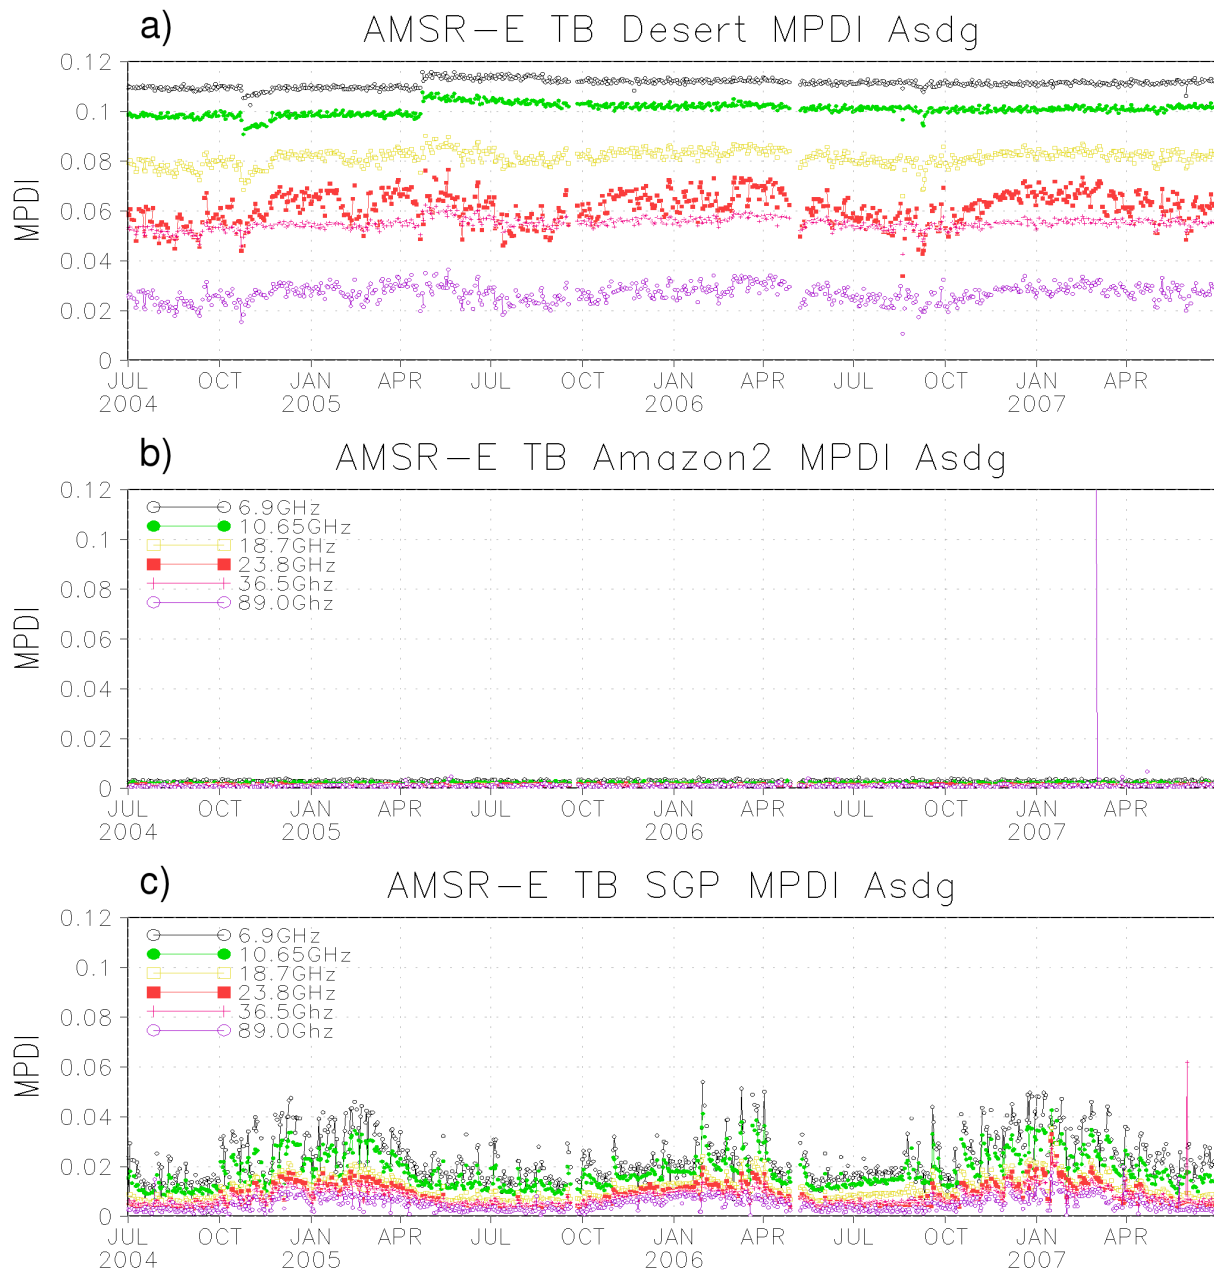 a) AMSR-E TB Desert MPDI Asdg
0.12
0.1
0.08
0.06
0.04
0.02
0
MPDI
JUL OCT JAN APR JUL OCT JAN APR JUL OCT JAN APR
2004 2005 2006 2007
b) AMSR-E TB Amazon2 MPDI Asdg
0.12
0.1
0.08
0.06
0.04
0.02
0
MPDI
6.9GHz
10.65GHz
18.7GHz
23.8GHz
36.5Ghz
89.0Ghz
JUL OCT JAN APR JUL OCT JAN APR JUL OCT JAN APR
2004 2005 2006 2007
c) AMSR-E TB SGP MPDI Asdg
0.12
0.1
0.08
0.06
0.04
0.02
0
MPDI
6.9GHz
10.65GHz
18.7GHz
23.8GHz
36.5Ghz
89.0Ghz
JUL OCT JAN APR JUL OCT JAN APR JUL OCT JAN APR
2004 2005 2006 2007